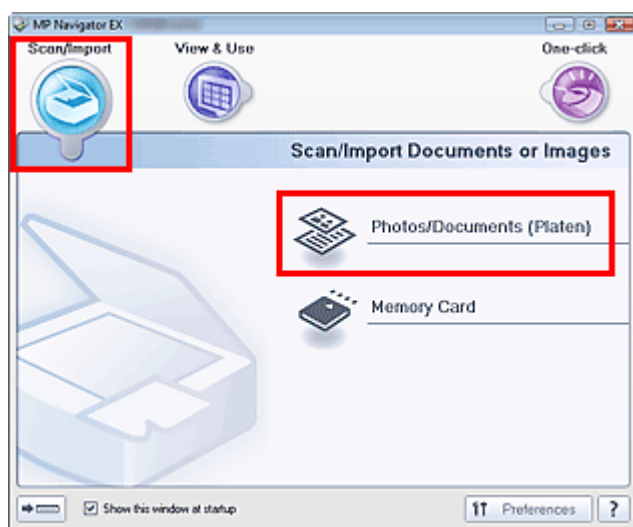 MP Navigator EX
Scan/Import View & Use One-click
Scan/Import Documents or Images
Photos/Documents (Platen)
Memory Card
Show this window at startup Preferences ?